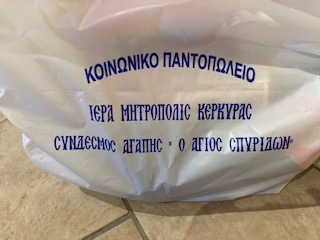 ΚΟΙΝΩΝΙΚΟ ΠΑΝΤΟΠΩΛΕΙΟ
ΙΕΡΑ ΜΗΤΡΟΠΟΛΙΣ ΚΕΡΚΥΡΑΣ
ΣΥΝΔΕΣΜΟΣ ΑΓΑΠΗΣ " Ο ΑΓΙΟΣ ΣΠΥΡΙΔΩΝ"